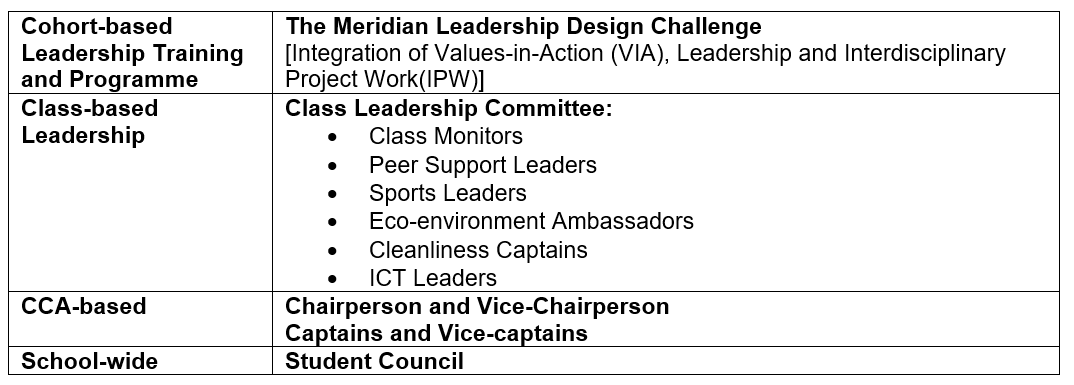 Cohort-based
Leadership Training
and Programme
The Meridian Leadership Design Challenge
[Integration of Values-in-Action (VIA), Leadership and Interdisciplinary
Project Work(IPW)]
Class-based
Leadership
Class Leadership Committee:
• Class Monitors
• Peer Support Leaders
• Sports Leaders
• Eco-environment Ambassadors
• Cleanliness Captains
• ICT Leaders
CCA-based
Chairperson and Vice-Chairperson
Captains and Vice-captains
School-wide
Student Council